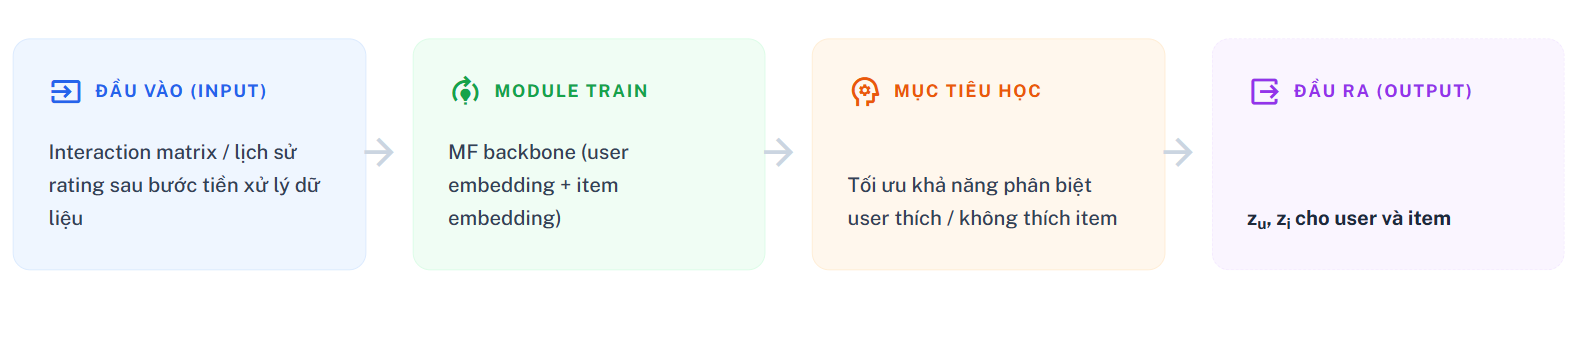 ĐẦU VÀO (INPUT)
Interaction matrix / lịch sử
rating sau bước tiền xử lý dữ
liệu
MODULE TRAIN
MF backbone (user
embedding + item
embedding)
MỤC TIÊU HỌC
Tối ưu khả năng phân biệt
user thích / không thích item
ĐẦU RA (OUTPUT)
zu, zi cho user và item